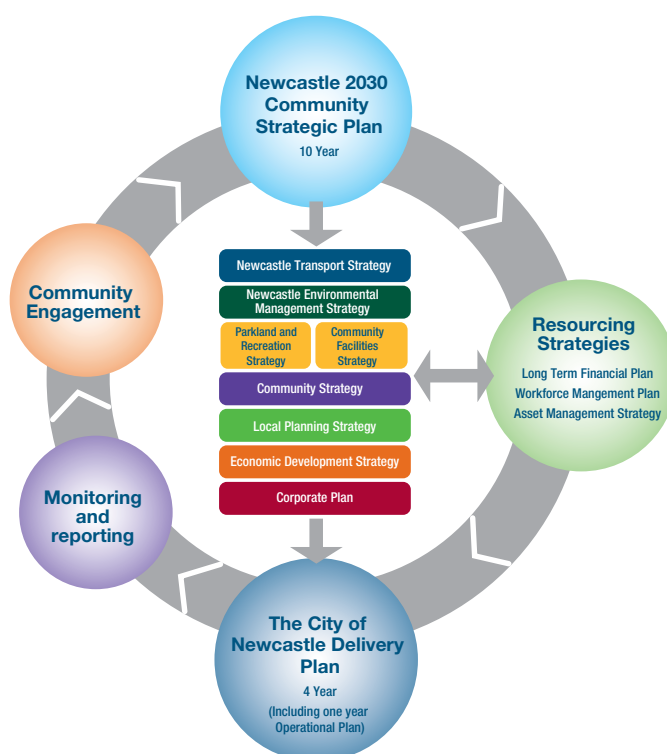 Newcastle 2030
Community
Strategic Plan
10 Year
Newcastle Transport Strategy
Newcastle Environmental
Management Strategy
Parkland and
Recreation
Strategy
Community
Facilities
Strategy
Community Strategy
Local Planning Strategy
Economic Development Strategy
Corporate Plan
Community
Engagement
Resourcing
Strategies
Long Term Financial Plan
Workforce Mangement Plan
Asset Management Strategy
Monitoring
and
reporting
The City of
Newcastle Delivery
Plan
4 Year
(Including one year
Operational Plan)